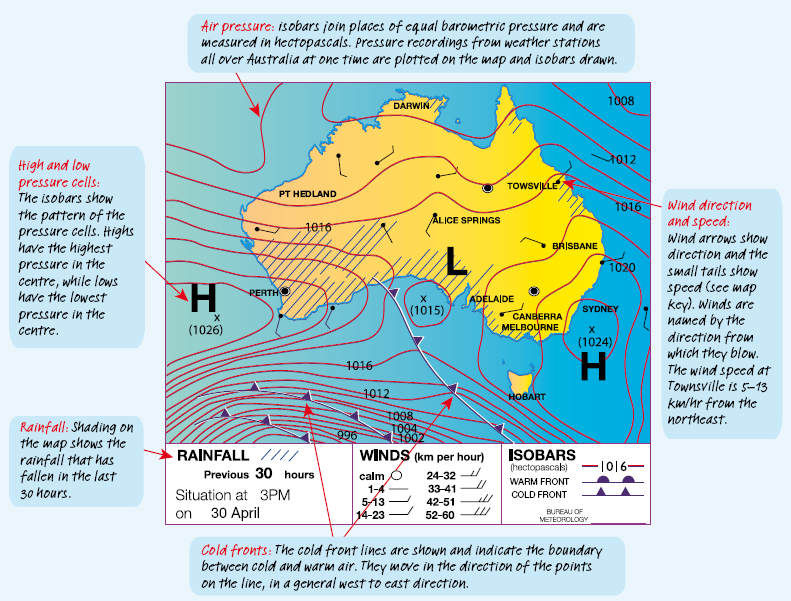 Air pressure: isobars join places of equal barometric pressure and are
measured in hectopascals. Pressure recordings from weather stations
all over Australia at one time are plotted on the map and isobars drawn.
High and low
pressure cells:
The isobars show
the pattern of the
pressure cells. Highs
have the highest
pressure in the
centre, while lows
have the lowest
pressure in the
centre.
Rainfall: Shading on
the map shows the
rainfall that has
fallen in the last
30 hours.
DARWIN
1008
1012
PT HEDLAND
TOWSVILLE
1016
1016
ALICE SPRINGS
BRISBANE
L
1020
PERTH
H
x
(1026)
x
(1015)
ADELAIDE
CANBERRA
MELBOURNE
SYDNEY
x
(1024)
H
HOBART
1016
1012
1008
1004
1002
996
Wind direction
and speed:
Wind arrows show
direction and the
small tails show
speed (see map
key). Winds are
named by the
direction from
which they blow.
The wind speed at
Townsville is 5–13
km/hr from the
northeast.
RAINFALL
Previous 30 hours
Situation at 3PM
on 30 April
WINDS (km per hour)
calm 24-32
1-4 33-41
5-13 42-51
14-23 52-60
ISOBARS
(hectopascals) 1016
WARM FRONT
COLD FRONT
BUREAU OF
METEOROLOGY
Cold fronts: The cold front lines are shown and indicate the boundary
between cold and warm air. They move in the direction of the points
on the line, in a general west to east direction.